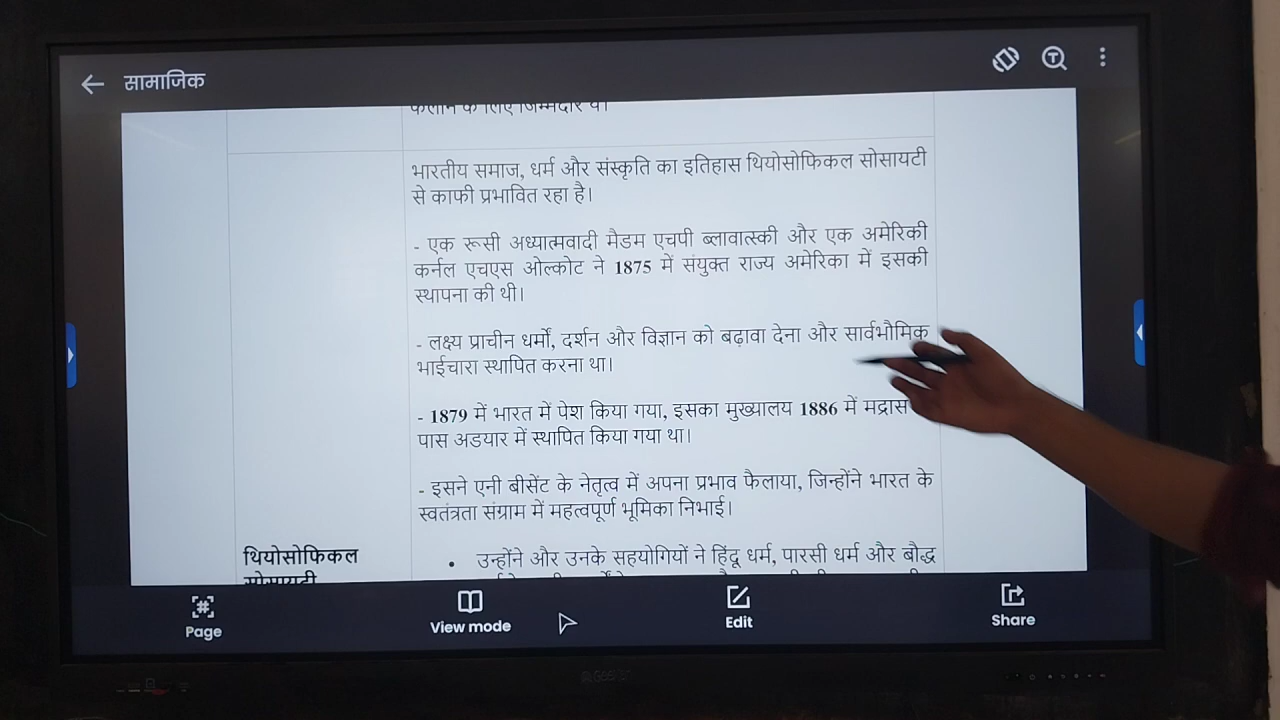 सामाजिक
भारतीय समाज, धर्म और संस्कृति का इतिहास थियोसोफिकल सोसायटी
से काफी प्रभावित रहा है।
- एक रूसी अध्यात्मवादी मैडम एचपी ब्लावात्स्की और एक अमेरिकी
कर्नल एचएस ओल्कोट ने 1875 में संयुक्त राज्य अमेरिका में इसकी
स्थापना की थी।
- लक्ष्य प्राचीन धर्मों, दर्शन और विज्ञान को बढ़ावा देना और सार्वभौमिक
भाईचारा स्थापित करना था।
- 1879 में भारत में पेश किया गया, इसका मुख्यालय 1886 में मद्रास
पास अडयार में स्थापित किया गया था।
- इसने एनी बीसेंट के नेतृत्व में अपना प्रभाव फैलाया, जिन्होंने भारत के
स्वतंत्रता संग्राम में महत्वपूर्ण भूमिका निभाई।
थियोसोफिकल
सोसायटी
• उन्होंने और उनके सहयोगियों ने हिंदू धर्म, पारसी धर्म और बौद्ध
Page
View mode
Edit
Share